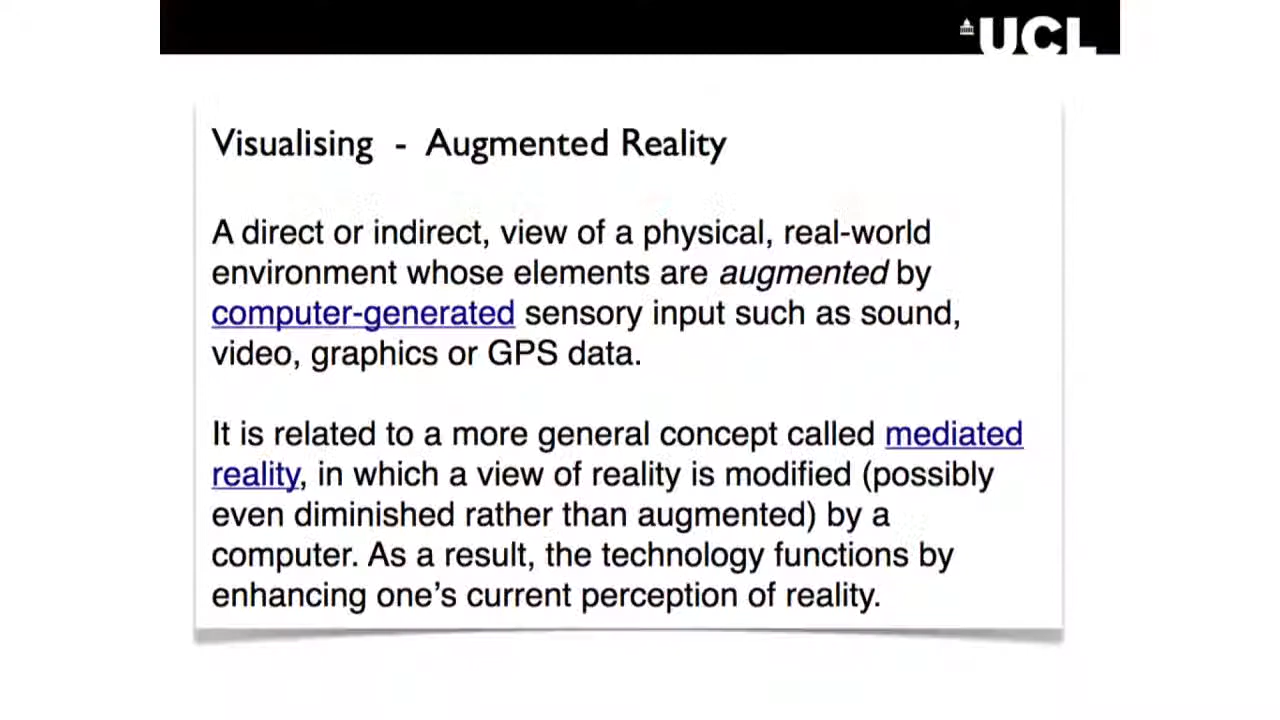 UCL
Visualising - Augmented Reality
A direct or indirect, view of a physical, real-world
environment whose elements are augmented by
computer-generated sensory input such as sound,
video, graphics or GPS data.
It is related to a more general concept called mediated
reality, in which a view of reality is modified (possibly
even diminished rather than augmented) by a
computer. As a result, the technology functions by
enhancing one’s current perception of reality.